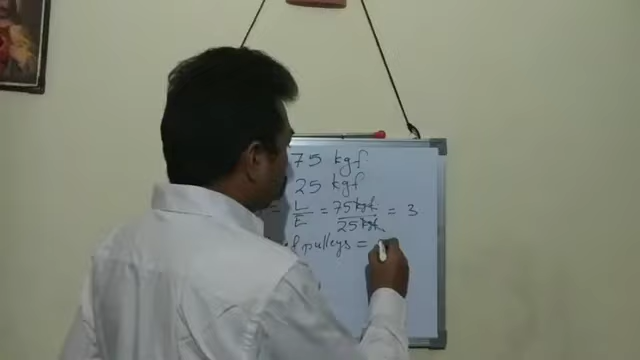 75 kgf
25 kgf
= L/E = 75 kgf/25 kgf = 3
of pulleys =